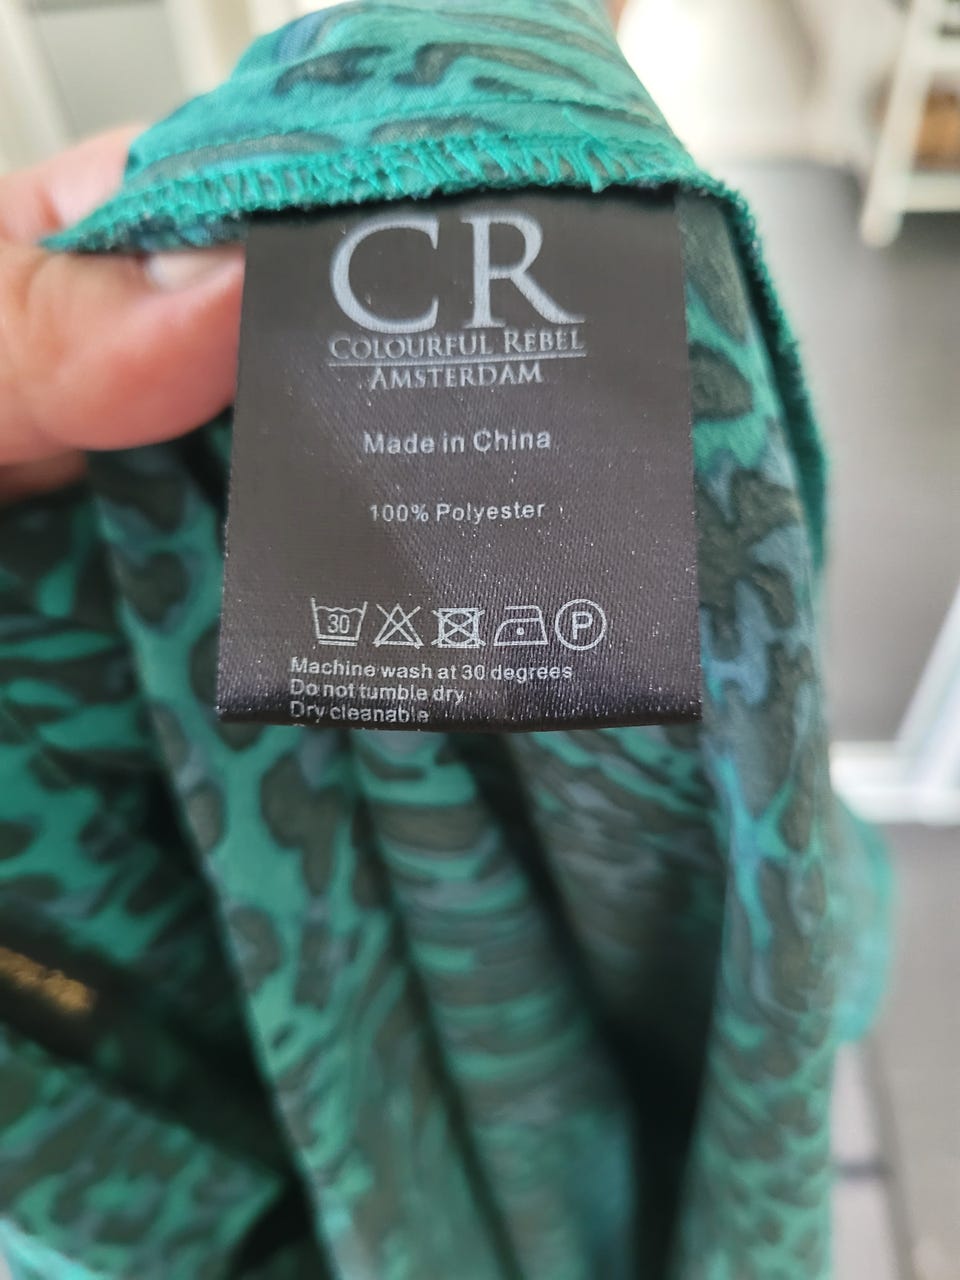 CR
COLOURFUL REBEL
AMSTERDAM
Made in China
100% Polyester
30 P
Machine wash at 30 degrees
Do not tumble dry
Dry cleanable